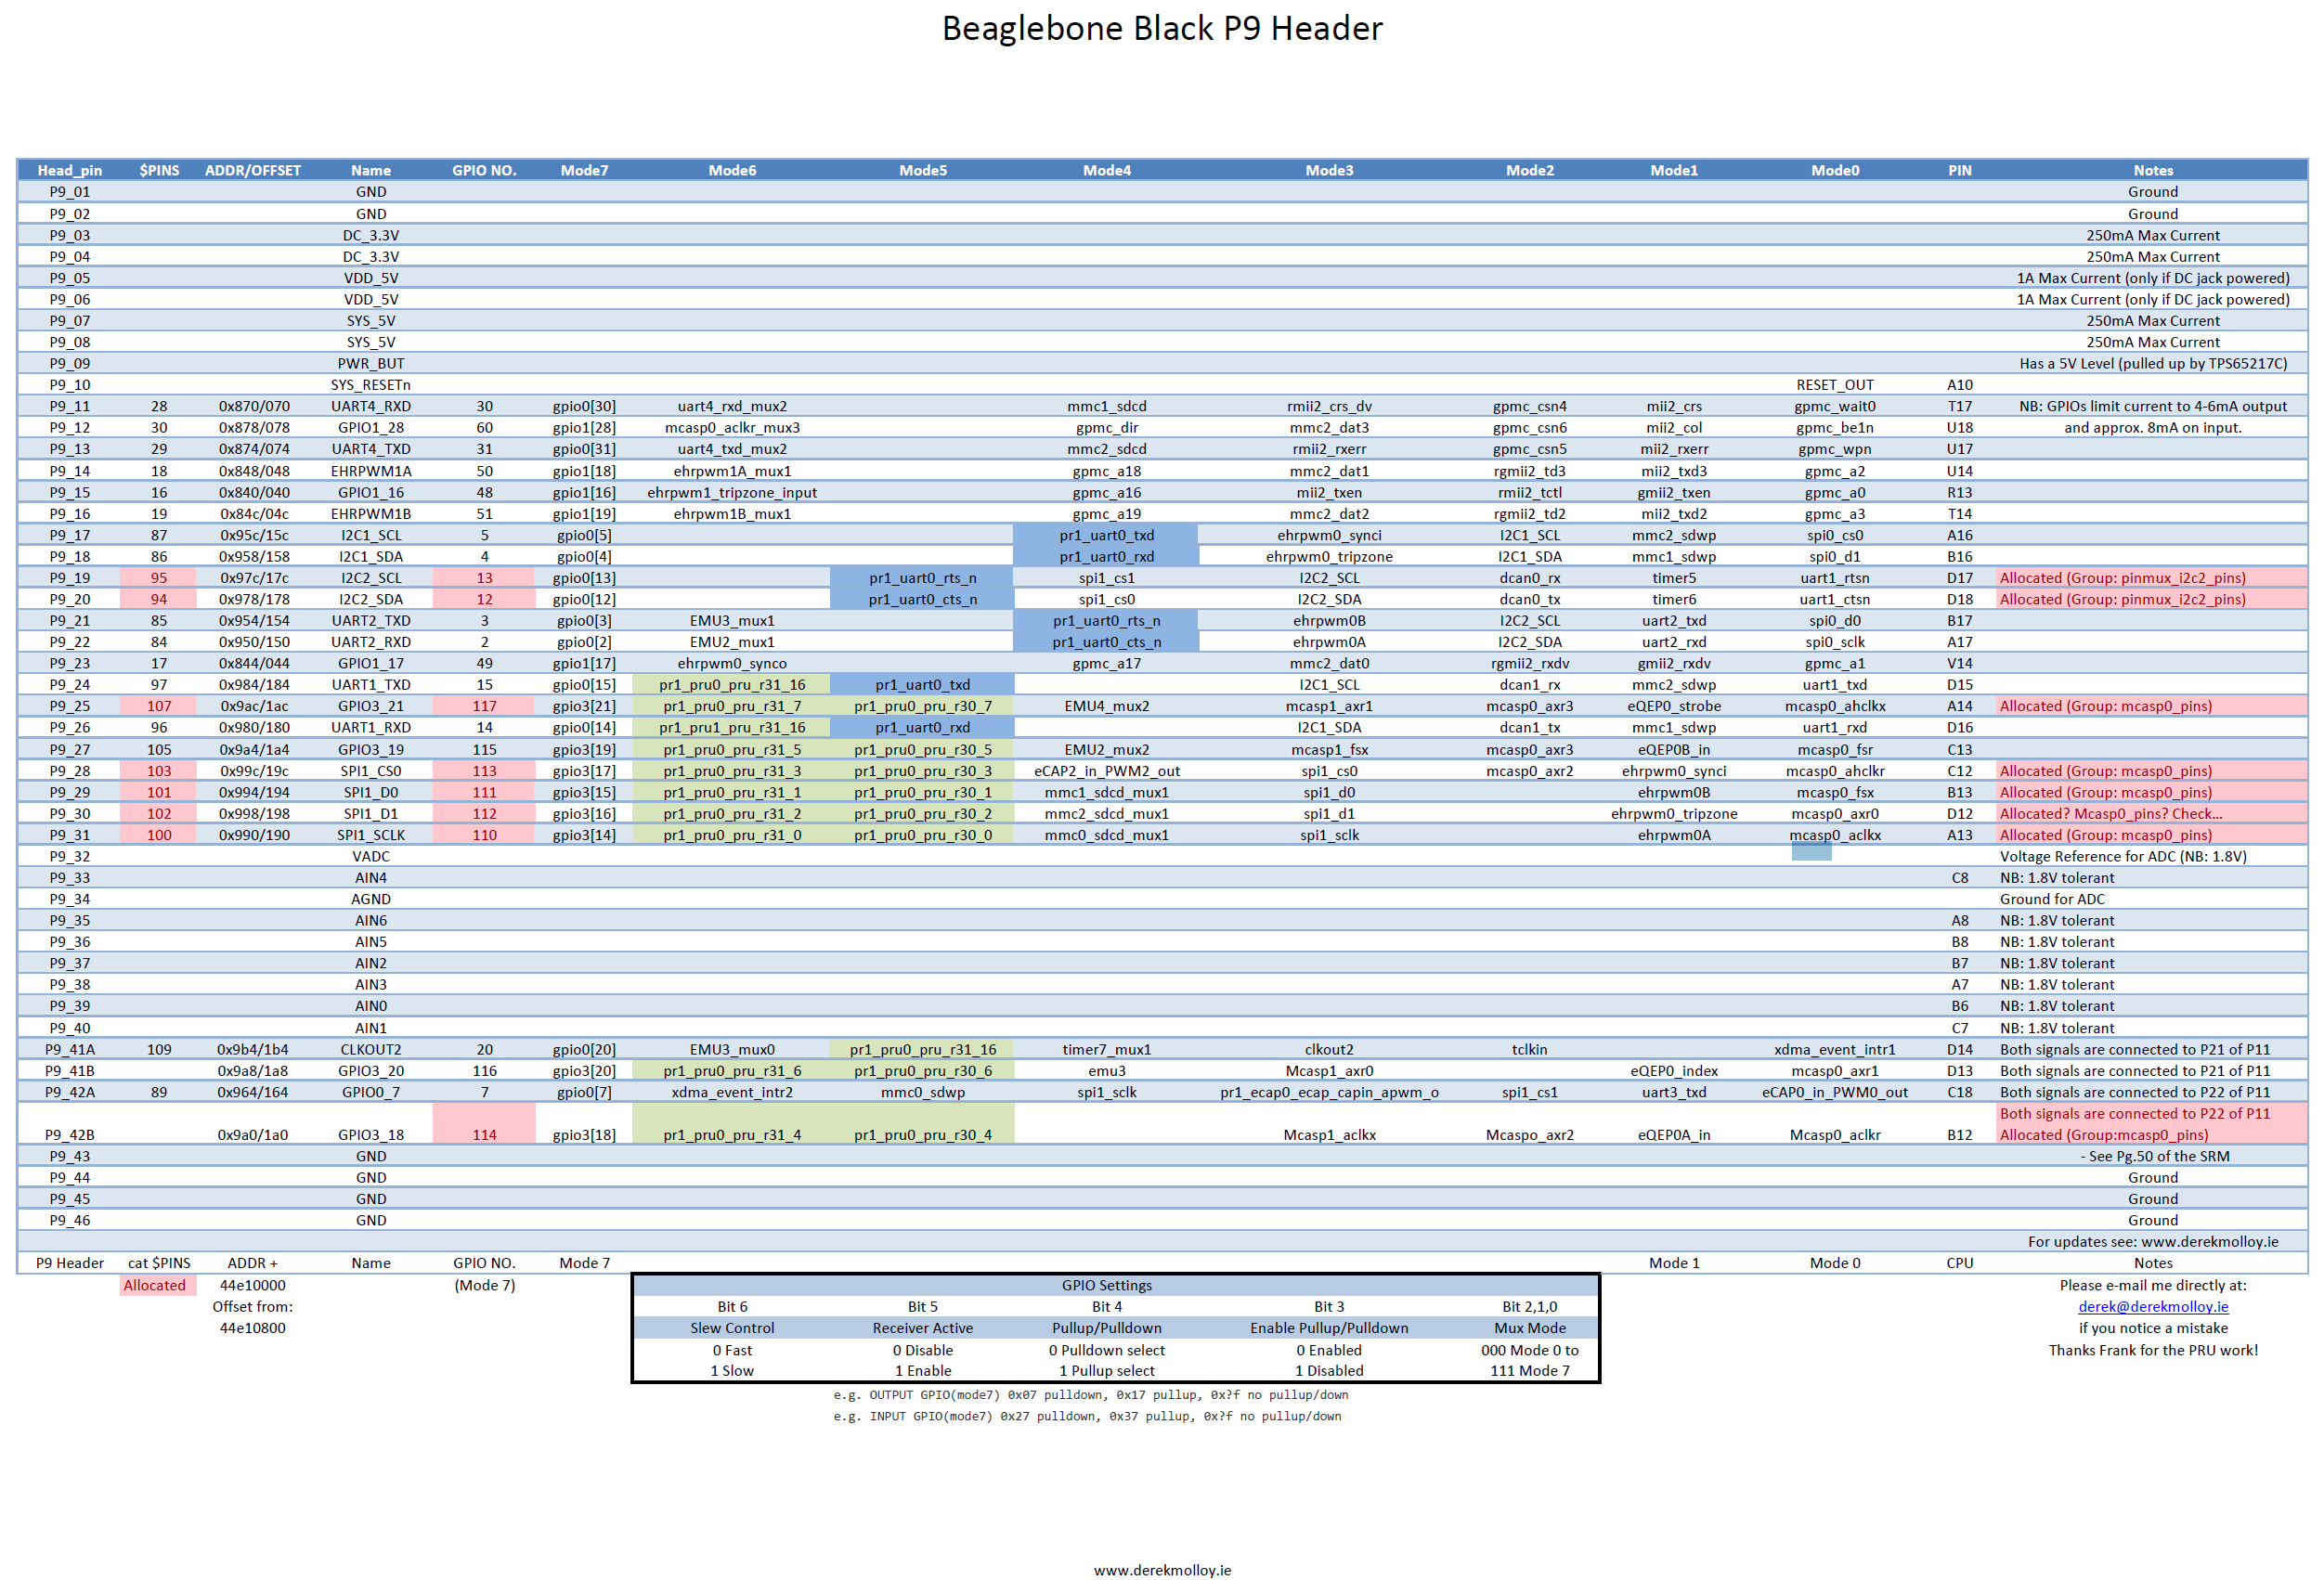 Beaglebone Black P9 Header
Head_pin $PINS ADDR/OFFSET Name GPIO NO. Mode7 Mode6 Mode5 Mode4 Mode3 Mode2 Mode1 Mode0 PIN Notes
P9_01 GND Ground
P9_02 GND Ground
P9_03 DC_3.3V 250mA Max Current
P9_04 DC_3.3V 250mA Max Current
P9_05 VDD_5V 1A Max Current (only if DC jack powered)
P9_06 VDD_5V 1A Max Current (only if DC jack powered)
P9_07 SYS_5V 250mA Max Current
P9_08 SYS_5V 250mA Max Current
P9_09 PWR_BUT Has a 5V Level (pulled up by TPS65217C)
P9_10 SYS_RESETn RESET_OUT A10
P9_11 28 0x870/070 UART4_RXD 30 gpio0[30] uart4_rxd_mux2 mmc1_sdcd rmii2_crs_dv gpmc_csn4 mii2_crs gpmc_wait0 T17 NB: GPIOs limit current to 4-6mA output
P9_12 30 0x878/078 GPIO1_28 60 gpio1[28] mcasp0_aclkr_mux3 gpmc_dir mmc2_dat3 gpmc_csn6 mii2_col gpmc_be1n U18 and approx. 8mA on input.
P9_13 29 0x874/074 UART4_TXD 31 gpio0[31] uart4_txd_mux2 mmc2_sdcd rmii2_rxerr gpmc_csn5 mii2_rxerr gpmc_wpn U17
P9_14 18 0x848/048 EHRPWM1A 50 gpio1[18] ehrpwm1A_mux1 gpmc_a18 mmc2_dat1 rgmii2_td3 mii2_txd3 gpmc_a2 U14
P9_15 16 0x840/040 GPIO1_16 48 gpio1[16] ehrpwm1_tripzone_input gpmc_a16 mii2_txen rmii2_tctl gmii2_txen gpmc_a0 R13
P9_16 19 0x84c/04c EHRPWM1B 51 gpio1[19] ehrpwm1B_mux1 gpmc_a19 mmc2_dat2 rgmii2_td2 mii2_txd2 gpmc_a3 T14
P9_17 87 0x95c/15c I2C1_SCL 5 gpio0[5] pr1_uart0_txd ehrpwm0_synci I2C1_SCL mmc2_sdwp spi0_cs0 A16
P9_18 86 0x958/158 I2C1_SDA 4 gpio0[4] pr1_uart0_rxd ehrpwm0_tripzone I2C1_SDA mmc1_sdwp spi0_d1 B16
P9_19 95 0x97c/17c I2C2_SCL 13 gpio0[13] pr1_uart0_rts_n spi1_cs1 I2C2_SCL dcan0_rx timer5 uart1_rtsn D17 Allocated (Group: pinmux_i2c2_pins)
P9_20 94 0x978/178 I2C2_SDA 12 gpio0[12] pr1_uart0_cts_n spi1_cs0 I2C2_SDA dcan0_tx timer6 uart1_ctsn D18 Allocated (Group: pinmux_i2c2_pins)
P9_21 85 0x954/154 UART2_TXD 3 gpio0[3] EMU3_mux1 pr1_uart0_rts_n ehrpwm0B I2C2_SCL uart2_txd spi0_d0 B17
P9_22 84 0x950/150 UART2_RXD 2 gpio0[2] EMU2_mux1 pr1_uart0_cts_n ehrpwm0A I2C2_SDA uart2_rxd spi0_sclk A17
P9_23 17 0x844/044 GPIO1_17 49 gpio1[17] ehrpwm0_synco gpmc_a17 mmc2_dat0 rgmii2_rxdv gmii2_rxdv gpmc_a1 V14
P9_24 97 0x984/184 UART1_TXD 15 gpio0[15] pr1_pru0_pru_r31_16 pr1_uart0_txd I2C1_SCL dcan1_rx mmc2_sdwp uart1_txd D15
P9_25 107 0x9ac/1ac GPIO3_21 117 gpio3[21] pr1_pru0_pru_r31_7 pr1_pru0_pru_r30_7 EMU4_mux2 mcasp1_axr1 mcasp0_axr3 eQEP0_strobe mcasp0_ahclkx A14 Allocated (Group: mcasp0_pins)
P9_26 96 0x980/180 UART1_RXD 14 gpio0[14] pr1_pru1_pru_r31_16 pr1_uart0_rxd I2C1_SDA dcan1_tx mmc1_sdwp uart1_rxd D16
P9_27 105 0x9a4/1a4 GPIO3_19 115 gpio3[19] pr1_pru0_pru_r31_5 pr1_pru0_pru_r30_5 EMU2_mux2 mcasp1_fsx mcasp0_axr3 eQEP0B_in mcasp0_fsr C13
P9_28 103 0x99c/19c SPI1_CS0 113 gpio3[17] pr1_pru0_pru_r31_3 pr1_pru0_pru_r30_3 eCAP2_in_PWM2_out spi1_cs0 mcasp0_axr2 ehrpwm0_synci mcasp0_ahclkr C12 Allocated (Group: mcasp0_pins)
P9_29 101 0x994/194 SPI1_D0 111 gpio3[15] pr1_pru0_pru_r31_1 pr1_pru0_pru_r30_1 mmc1_sdcd_mux1 spi1_d0 ehrpwm0B mcasp0_fsx B13 Allocated (Group: mcasp0_pins)
P9_30 102 0x998/198 SPI1_D1 112 gpio3[16] pr1_pru0_pru_r31_2 pr1_pru0_pru_r30_2 mmc2_sdcd_mux1 spi1_d1 ehrpwm0_tripzone mcasp0_axr0 D12 Allocated? Mcasp0_pins? Check...
P9_31 100 0x990/190 SPI1_SCLK 110 gpio3[14] pr1_pru0_pru_r31_0 pr1_pru0_pru_r30_0 mmc0_sdcd_mux1 spi1_sclk ehrpwm0A mcasp0_aclkx A13 Allocated (Group: mcasp0_pins)
P9_32 VADC Voltage Reference for ADC (NB: 1.8V)
P9_33 AIN4 C8 NB: 1.8V tolerant
P9_34 AGND Ground for ADC
P9_35 AIN6 A8 NB: 1.8V tolerant
P9_36 AIN5 B8 NB: 1.8V tolerant
P9_37 AIN2 B7 NB: 1.8V tolerant
P9_38 AIN3 A7 NB: 1.8V tolerant
P9_39 AIN0 B6 NB: 1.8V tolerant
P9_40 AIN1 C7 NB: 1.8V tolerant
P9_41A 109 0x9b4/1b4 CLKOUT2 20 gpio0[20] EMU3_mux0 pr1_pru0_pru_r31_16 timer7_mux1 clkout2 tclkin xdma_event_intr1 D14 Both signals are connected to P21 of P11
P9_41B 0x9a8/1a8 GPIO3_20 116 gpio3[20] pr1_pru0_pru_r31_6 pr1_pru0_pru_r30_6 emu3 Mcasp1_axr0 eQEP0_index mcasp0_axr1 D13 Both signals are connected to P21 of P11
P9_42A 89 0x964/164 GPIO0_7 7 gpio0[7] xdma_event_intr2 mmc0_sdwp spi1_sclk pr1_ecap0_ecap_capin_apwm_o spi1_cs1 uart3_txd eCAP0_in_PWM0_out C18 Both signals are connected to P22 of P11
Both signals are connected to P22 of P11
P9_42B 0x9a0/1a0 GPIO3_18 114 gpio3[18] pr1_pru0_pru_r31_4 pr1_pru0_pru_r30_4 Mcasp1_aclkx Mcaspo_axr2 eQEP0A_in Mcasp0_aclkr B12 Allocated (Group:mcasp0_pins)
P9_43 GND - See Pg.50 of the SRM
P9_44 GND Ground
P9_45 GND Ground
P9_46 GND Ground
For updates see: www.derekmolloy.ie
P9 Header cat $PINS ADDR + Name GPIO NO. Mode 7 Mode 1 Mode 0 CPU Notes
Allocated 44e10000 (Mode 7) GPIO Settings Please e-mail me directly at:
Offset from: Bit 6 Bit 5 Bit 4 Bit 3 Bit 2,1,0 derek@derekmolloy.ie
44e10800 Slew Control Receiver Active Pullup/Pulldown Enable Pullup/Pulldown Mux Mode if you notice a mistake
0 Fast 0 Disable 0 Pulldown select 0 Enabled 000 Mode 0 to Thanks Frank for the PRU work!
1 Slow 1 Enable 1 Pullup select 1 Disabled 111 Mode 7
e.g. OUTPUT GPIO(mode7) 0x07 pulldown, 0x17 pullup, 0x?f no pullup/down
e.g. INPUT GPIO(mode7) 0x27 pulldown, 0x37 pullup, 0x?f no pullup/down
www.derekmolloy.ie